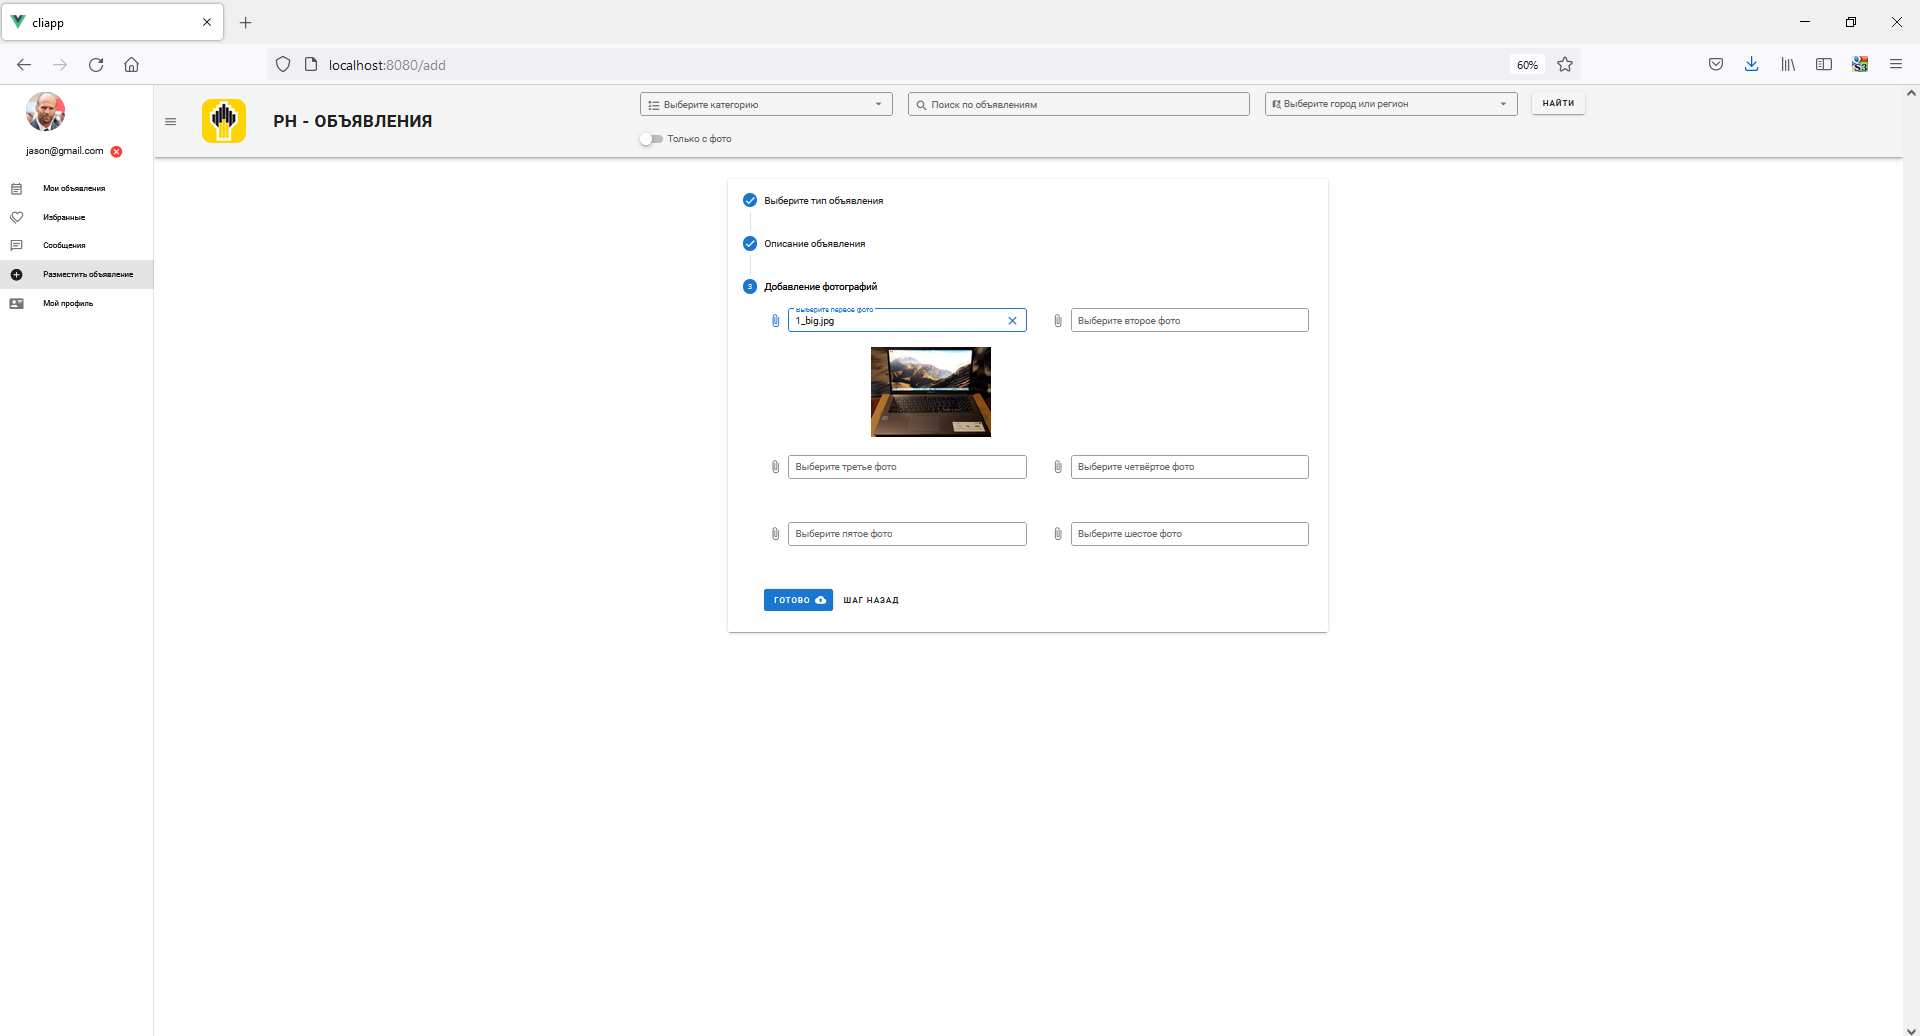 cliapp
localhost:8080/add
60%
jason@gmail.com
Мои объявления
Избранные
Сообщения
Разместить объявление
Мой профиль
РН - ОБЪЯВЛЕНИЯ
Выберите категорию
Поиск по объявлениям
Выберите город или регион
НАЙТИ
Только с фото
Выберите тип объявления
Описание объявления
3 Добавление фотографий
Выберите первое фото
1_big.jpg
Выберите второе фото
Выберите третье фото
Выберите четвёртое фото
Выберите пятое фото
Выберите шестое фото
ГОТОВО
ШАГ НАЗАД